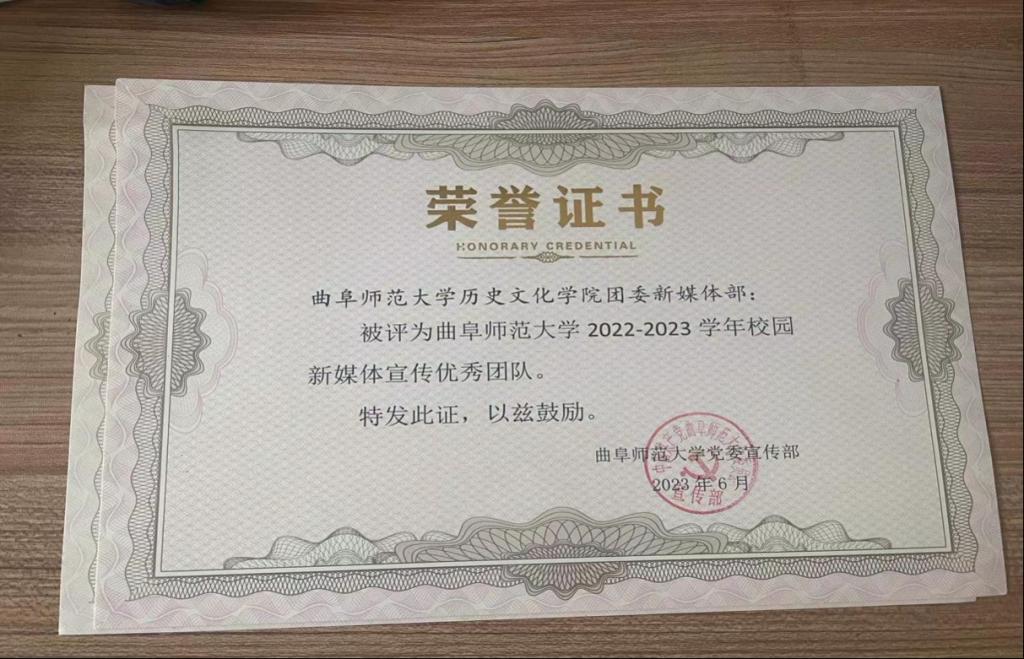 荣誉证书
HONORARY CREDENTIAL
曲阜师范大学历史文化学院团委新媒体部：
被评为曲阜师范大学 2022-2023 学年校园
新媒体宣传优秀团队。
特发此证，以兹鼓励。
曲阜师范大学党委宣传部
2023 年 6 月
宣传部